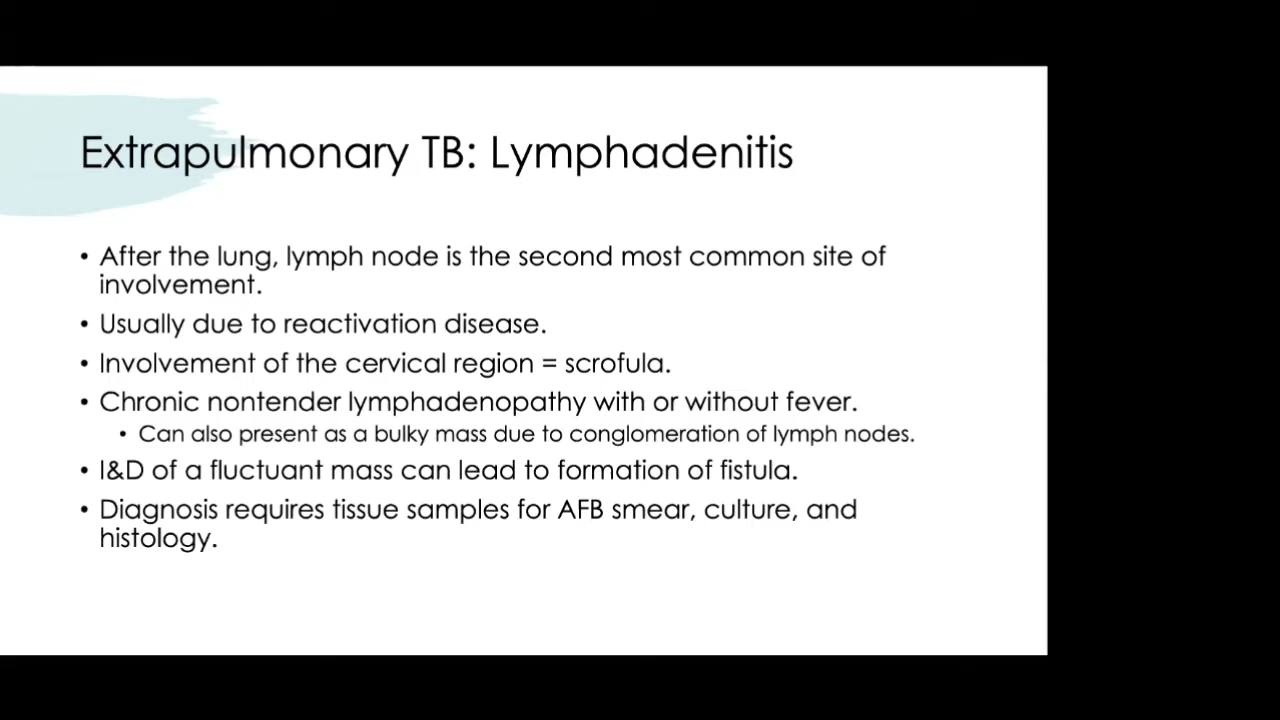 Extrapulmonary TB: Lymphadenitis
• After the lung, lymph node is the second most common site of
involvement.
• Usually due to reactivation disease.
• Involvement of the cervical region = scrofula.
• Chronic nontender lymphadenopathy with or without fever.
• Can also present as a bulky mass due to conglomeration of lymph nodes.
• I&D of a fluctuant mass can lead to formation of fistula.
• Diagnosis requires tissue samples for AFB smear, culture, and
histology.